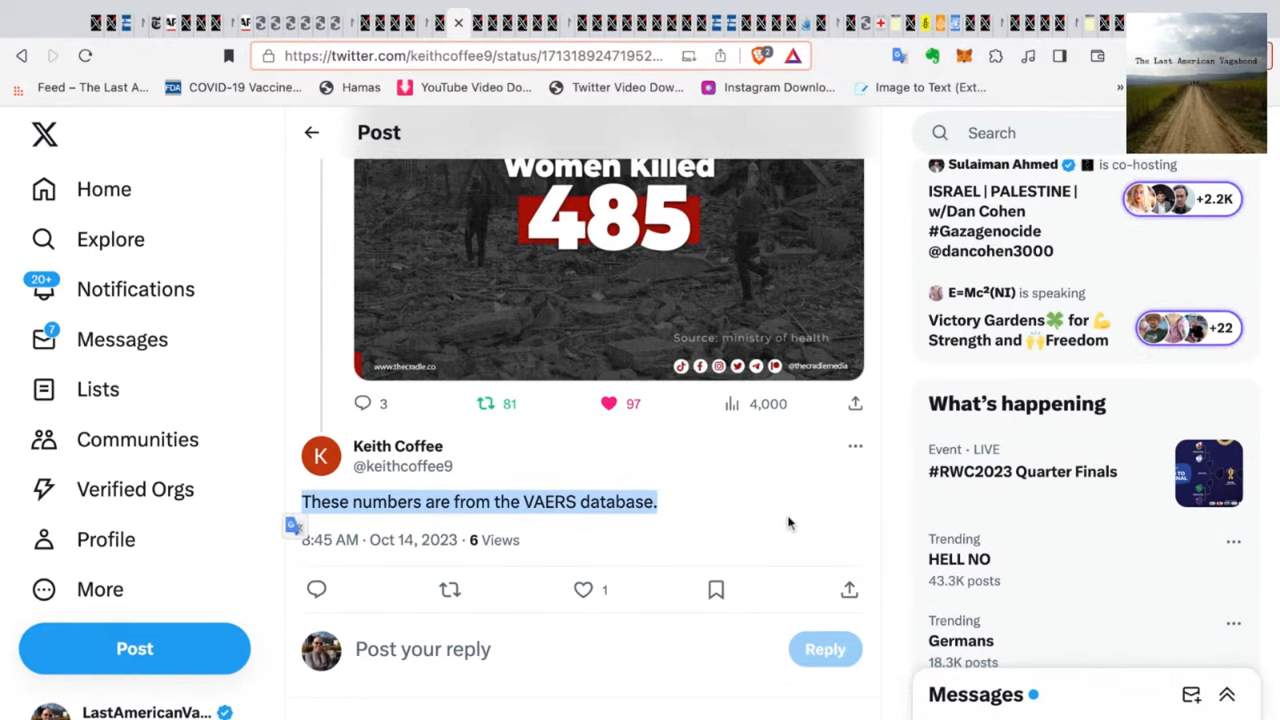 https://twitter.com/keithcoffee9/status/17131892471952...
2
Feed – The Last A...
FDA
COVID-19 Vaccine...
Hamas
YouTube Video Do...
Twitter Video Dow...
Instagram Downlo...
Image to Text (Ext...
»
The Last American Vagabond
Home
Explore
20+
Notifications
7
Messages
Lists
Communities
Verified Orgs
Profile
More
Post
LastAmericanVa...
Post
Women Killed
485
Source: ministry of health
www.thecradle.co
@thecradlemedia
3
81
97
4,000
K
Keith Coffee
@keithcoffee9
These numbers are from the VAERS database.
8:45 AM · Oct 14, 2023 · 6 Views
1
Post your reply
Reply
Search
Sulaiman Ahmed is co-hosting
ISRAEL | PALESTINE |
w/Dan Cohen
#Gazagenocide
@dancohen3000
+2.2K
E=Mc²(NI) is speaking
Victory Gardens🍀 for 💪
Strength and 🙌Freedom
+22
What's happening
Event · LIVE
#RWC2023 Quarter Finals
Trending
HELL NO
43.3K posts
Trending
Germans
18.3K posts
Messages